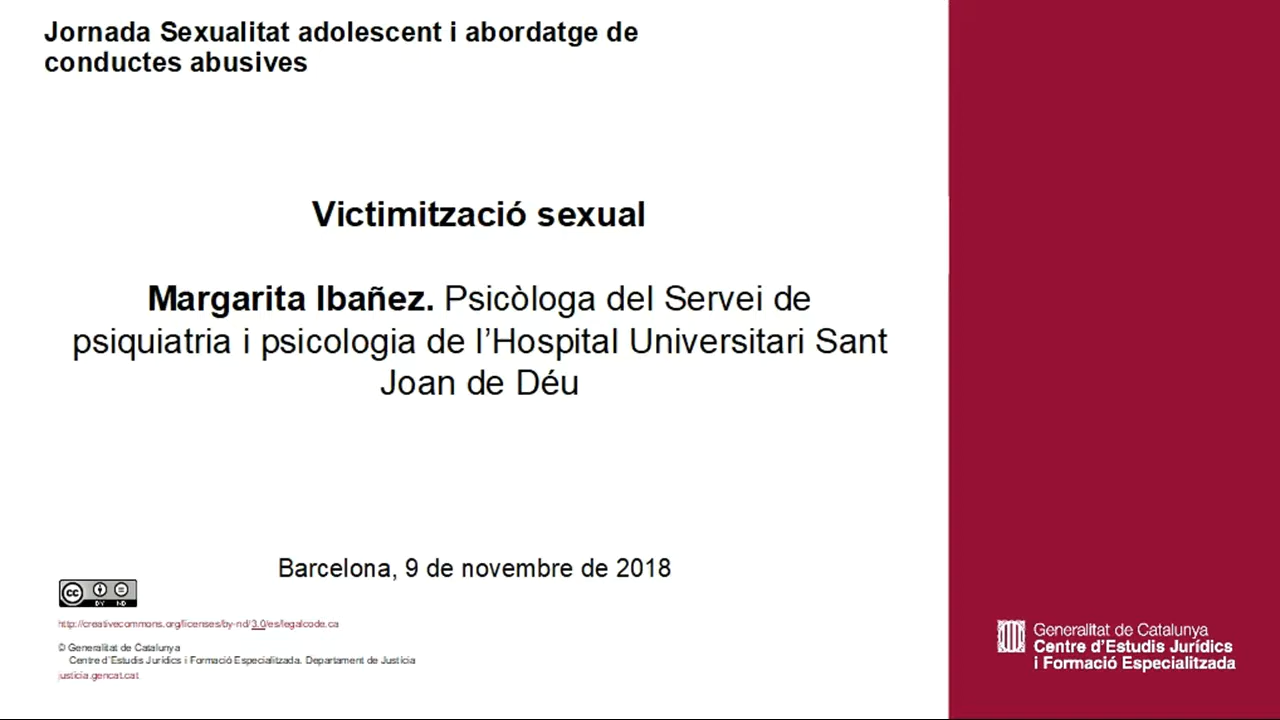 Jornada Sexualitat adolescent i abordatge de
conductes abusives
Victimització sexual
Margarita Ibañez. Psicòloga del Servei de
psiquiatria i psicologia de l’Hospital Universitari Sant
Joan de Déu
Barcelona, 9 de novembre de 2018
cc
BY ND
http://creativecommons.org/licenses/by-nd/3.0/es/legalcode.ca
© Generalitat de Catalunya
Centre d’Estudis Jurídics i Formació Especialitzada. Departament de Justícia
justicia.gencat.cat
Generalitat de Catalunya
Centre d’Estudis Jurídics
i Formació Especialitzada